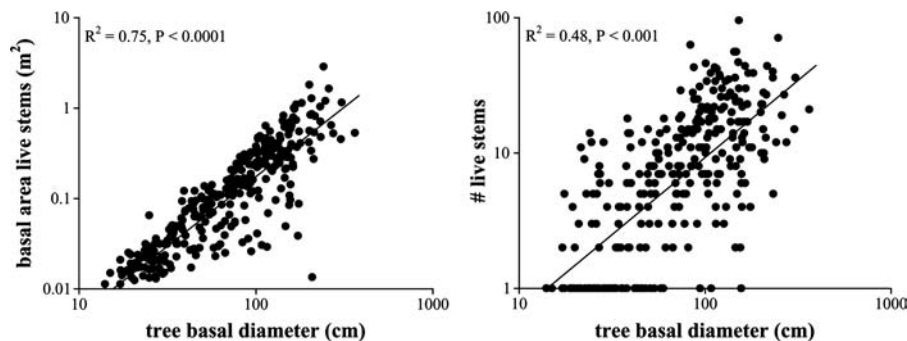 R² = 0.75, P < 0.0001
basal area live stems (m²)
10
1
0.1
0.01
10
100
1000
tree basal diameter (cm)
R² = 0.48, P < 0.001
# live stems
100
10
1
10
100
1000
tree basal diameter (cm)